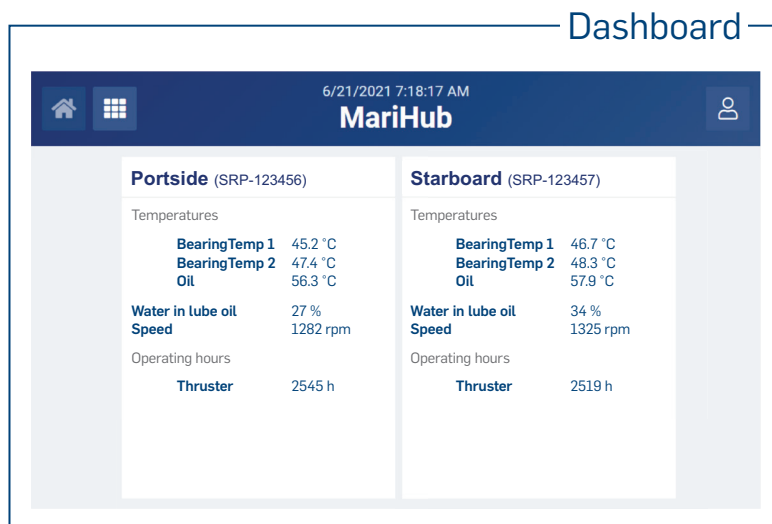 Dashboard
6/21/2021 7:18:17 AM
MariHub
Portside (SRP-123456)
Temperatures
BearingTemp 1 45.2 °C
BearingTemp 2 47.4 °C
Oil 56.3 °C
Water in lube oil 27 %
Speed 1282 rpm
Operating hours
Thruster 2545 h
Starboard (SRP-123457)
Temperatures
BearingTemp 1 46.7 °C
BearingTemp 2 48.3 °C
Oil 57.9 °C
Water in lube oil 34 %
Speed 1325 rpm
Operating hours
Thruster 2519 h